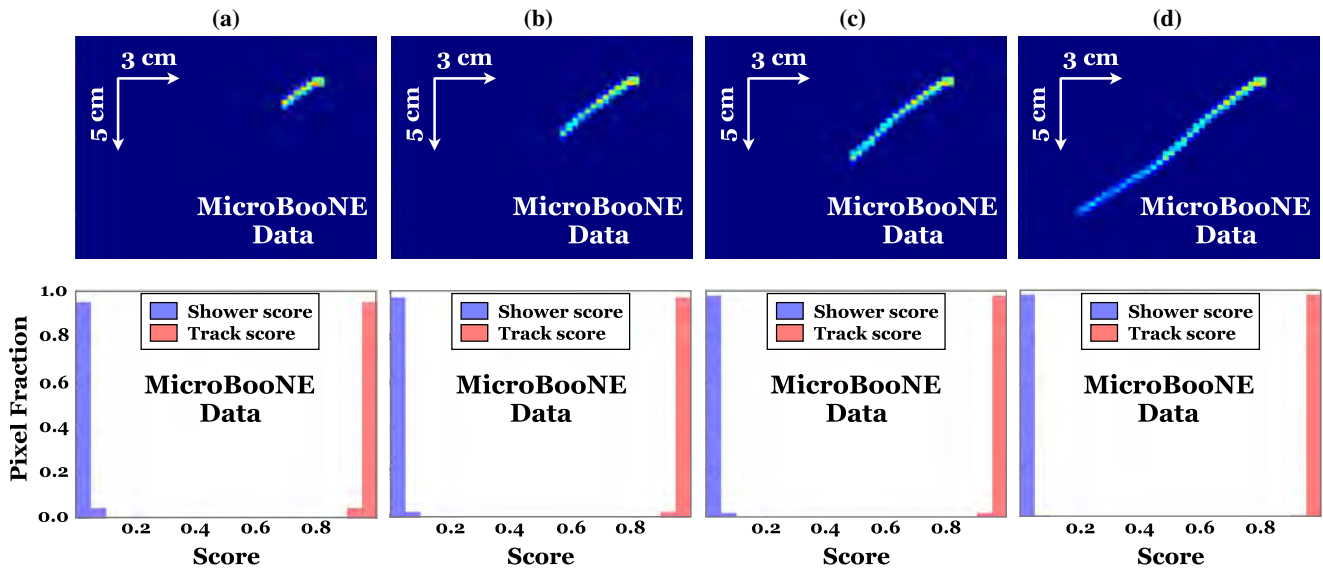 (a) (b) (c) (d)
3 cm 3 cm 3 cm 3 cm
5 cm 5 cm 5 cm 5 cm
MicroBooNE MicroBooNE MicroBooNE MicroBooNE
Data Data Data Data
Pixel Fraction
1.0
0.8
0.6
0.4
0.2
0.0
Shower score Shower score Shower score Shower score
Track score Track score Track score Track score
MicroBooNE MicroBooNE MicroBooNE MicroBooNE
Data Data Data Data
0.2 0.4 0.6 0.8 0.2 0.4 0.6 0.8 0.2 0.4 0.6 0.8 0.2 0.4 0.6 0.8
Score Score Score Score